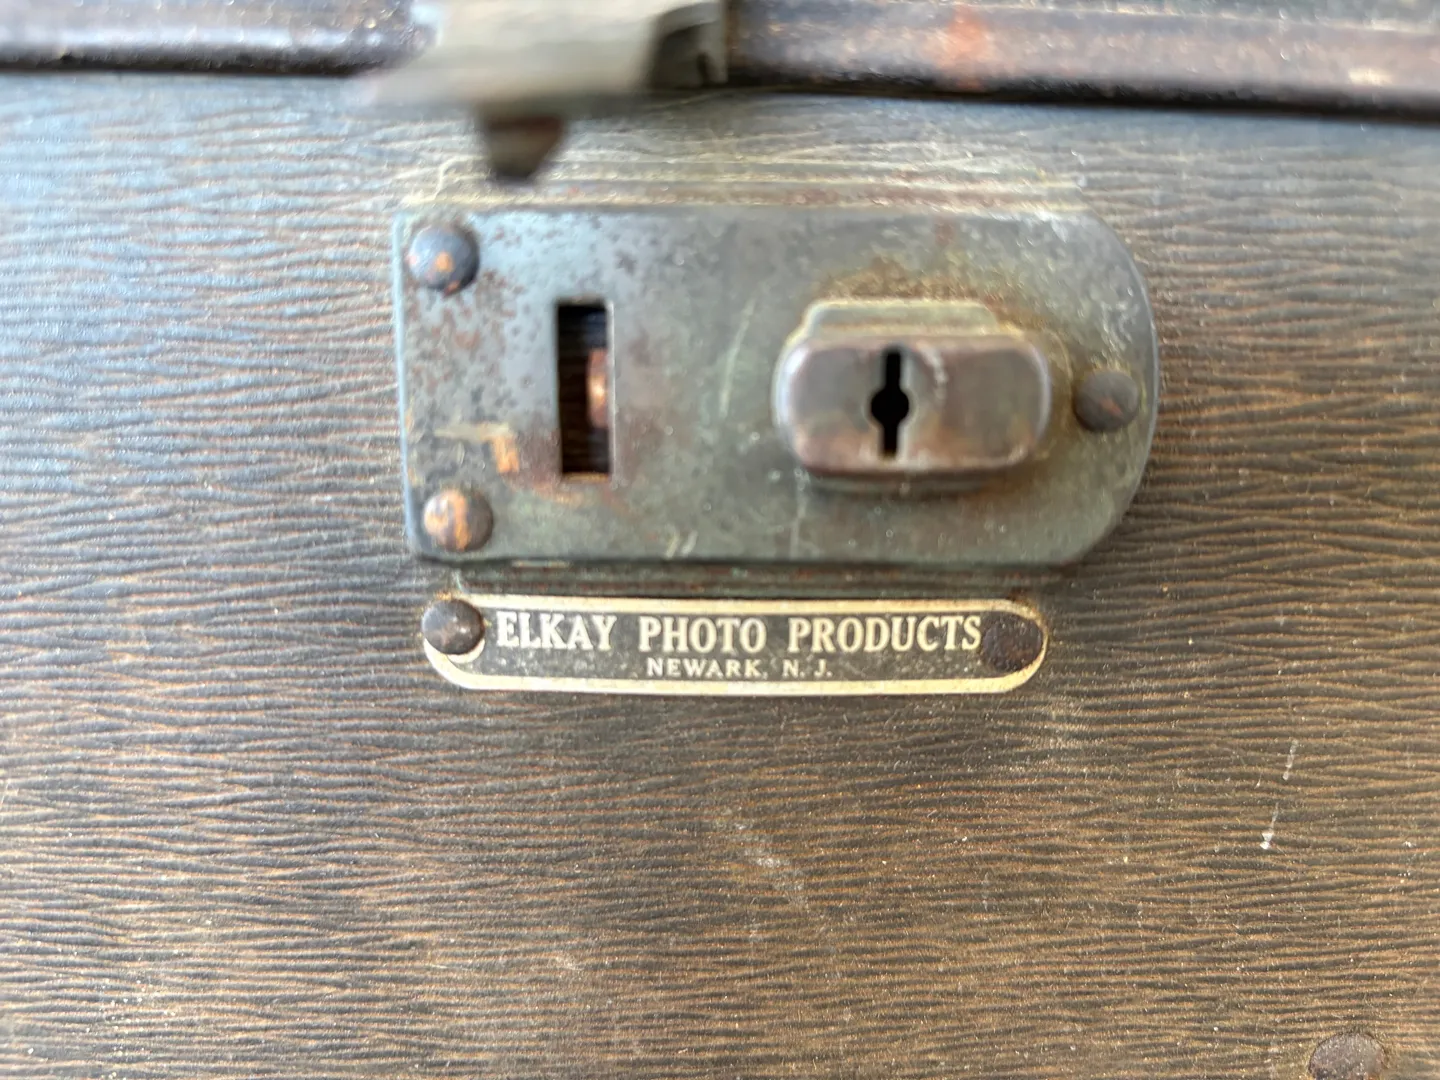 ELKAY PHOTO PRODUCTS
NEWARK, N. J.